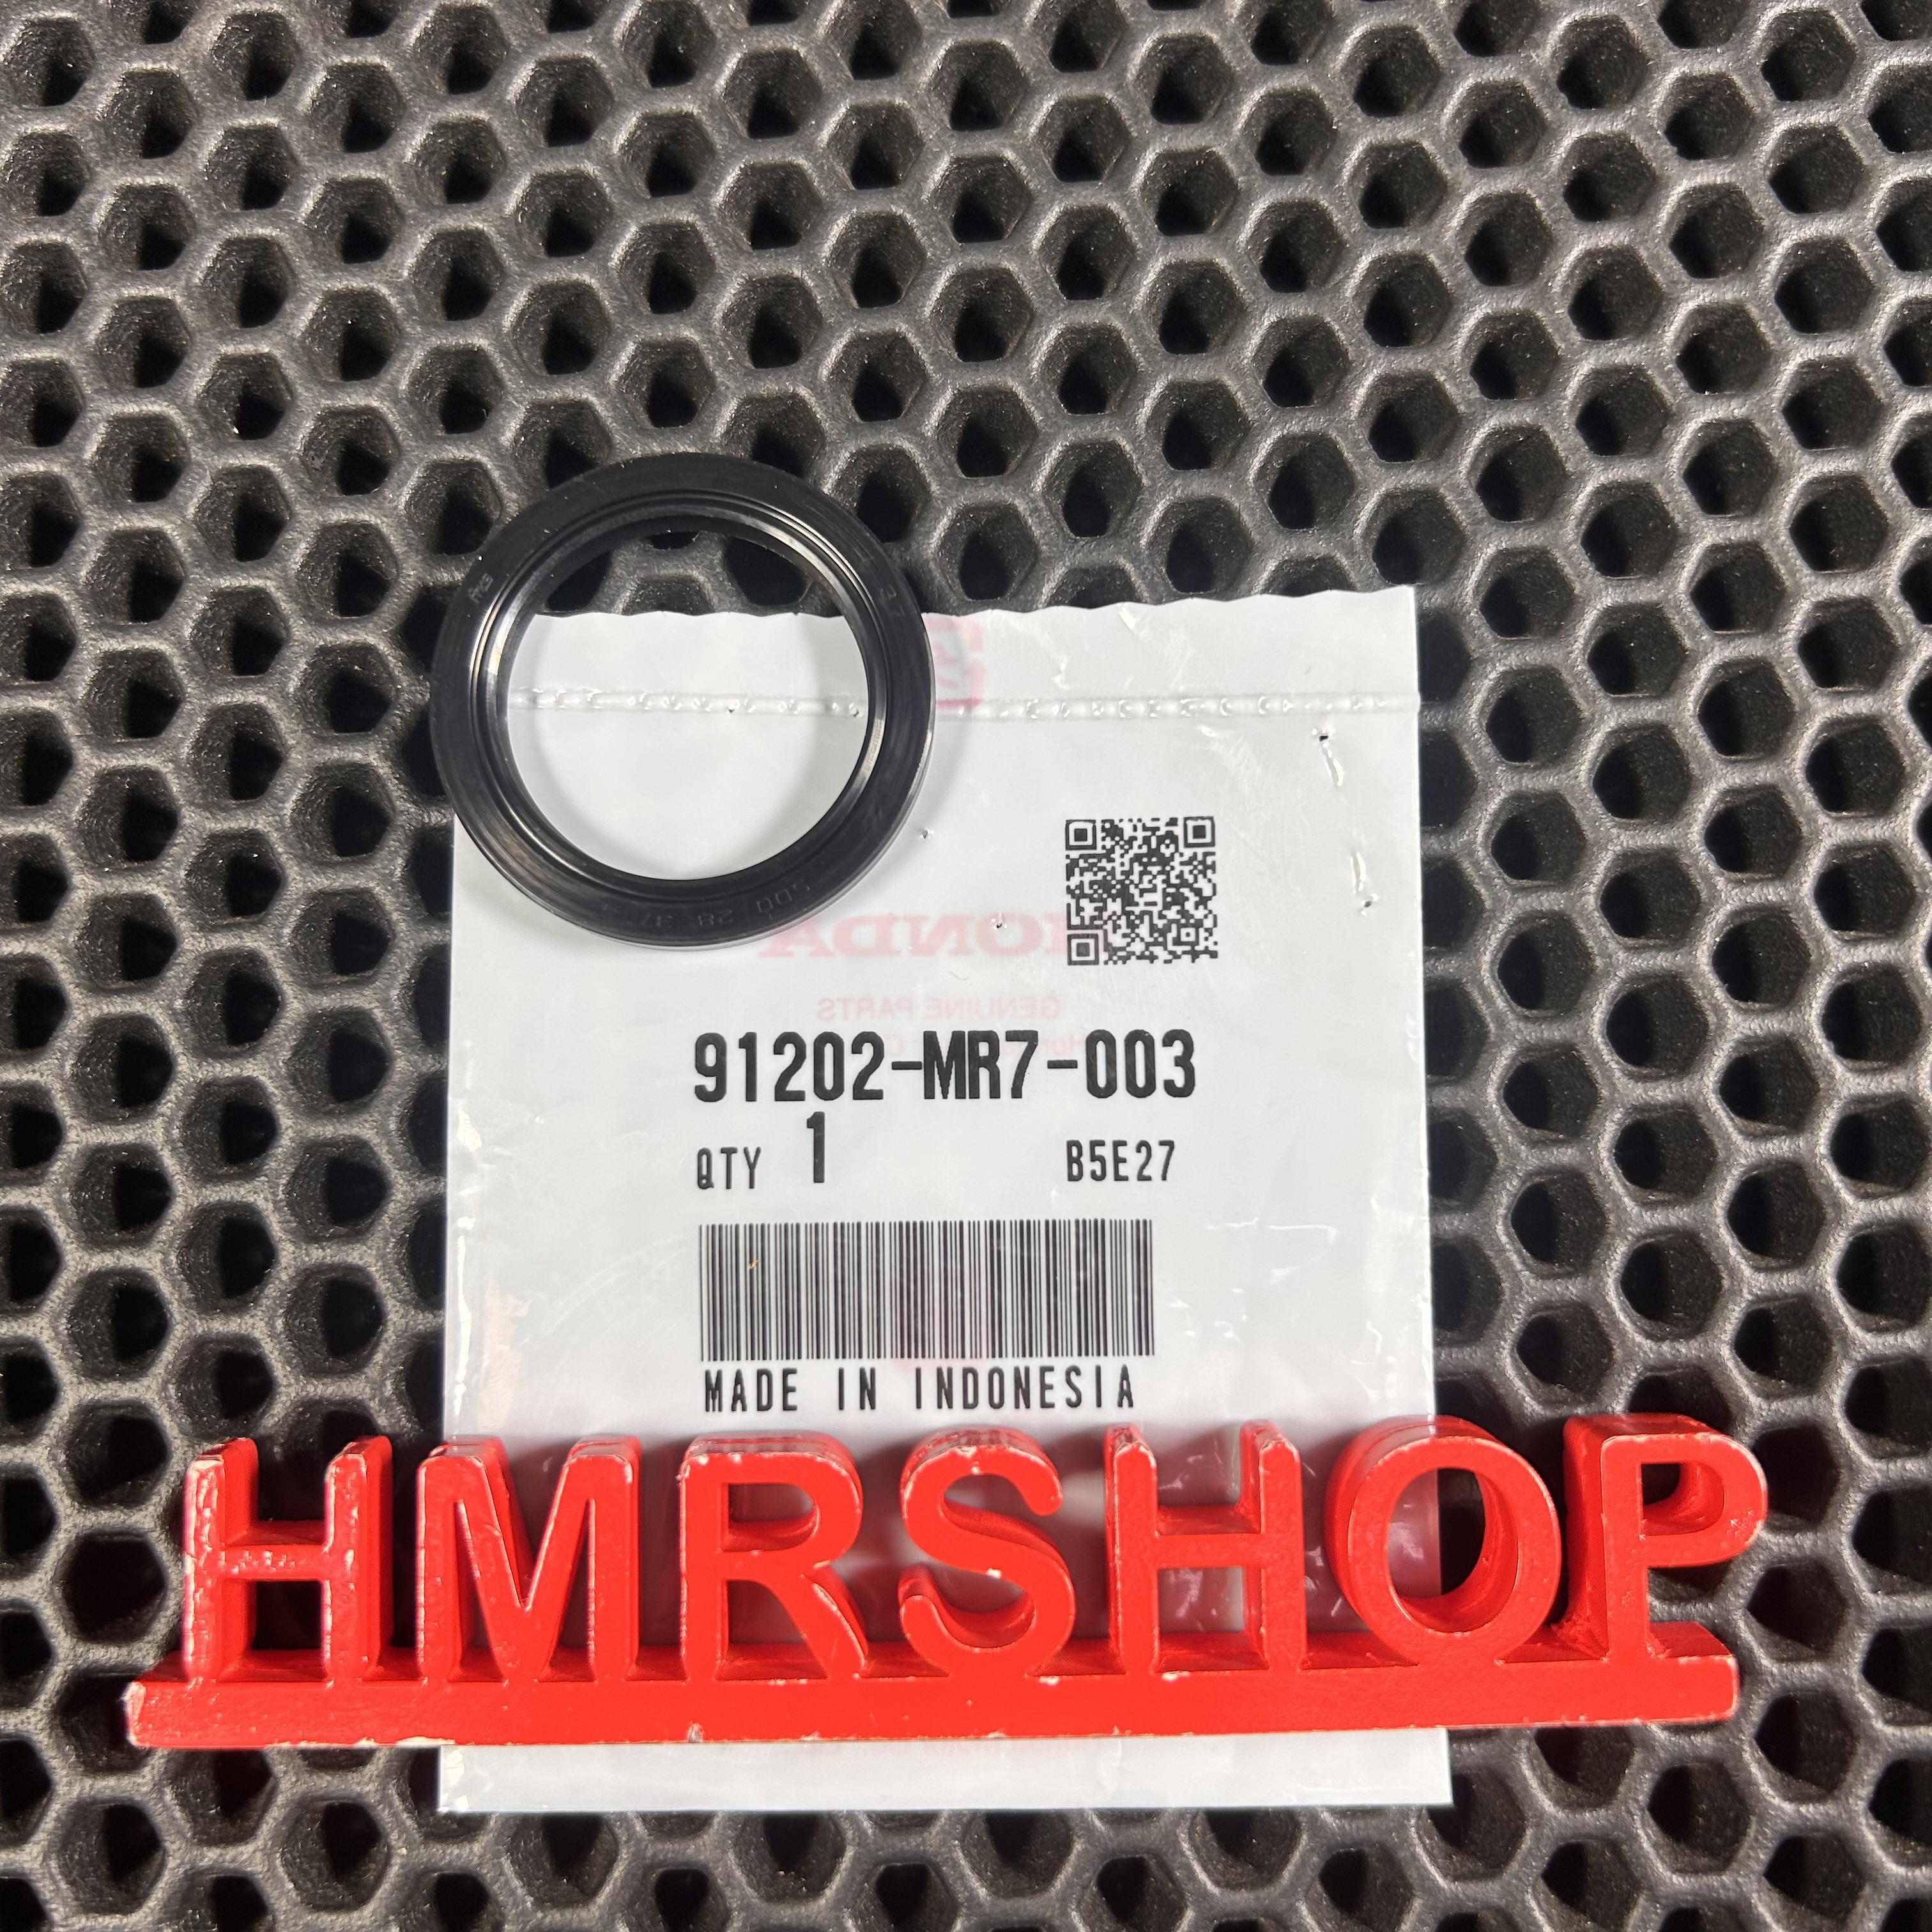 HONDA
GENUINE PARTS
91202-MR7-003
QTY 1 B5E27
MADE IN INDONESIA
HMRSHOP